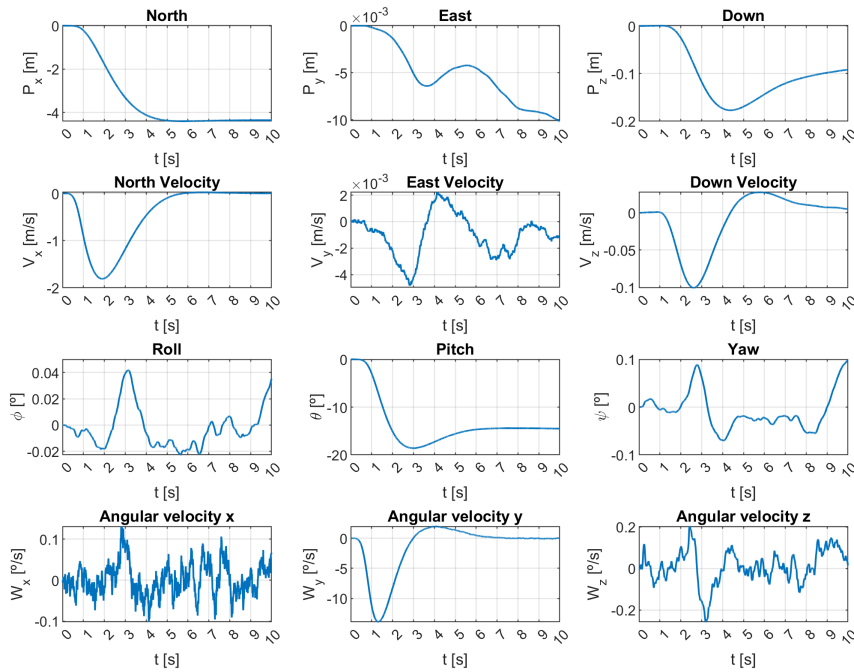 North
0
-2
-4
P_x [m]
0 1 2 3 4 5 6 7 8 9 10
t [s]
East
×10^-3
0
-5
-10
P_y [m]
0 1 2 3 4 5 6 7 8 9 10
t [s]
Down
0
-0.1
-0.2
P_z [m]
0 1 2 3 4 5 6 7 8 9 10
t [s]
North Velocity
0
-1
-2
V_x [m/s]
0 1 2 3 4 5 6 7 8 9 10
t [s]
East Velocity
×10^-3
2
0
-2
-4
V_y [m/s]
0 1 2 3 4 5 6 7 8 9 10
t [s]
Down Velocity
0
-0.05
-0.1
V_z [m/s]
0 1 2 3 4 5 6 7 8 9 10
t [s]
Roll
0.04
0.02
0
-0.02
ϕ [º]
0 1 2 3 4 5 6 7 8 9 10
t [s]
Pitch
0
-10
-20
θ [º]
0 1 2 3 4 5 6 7 8 9 10
t [s]
Yaw
0.1
0
-0.1
ψ [º]
0 1 2 3 4 5 6 7 8 9 10
t [s]
Angular velocity x
0.1
0
-0.1
W_x [º/s]
0 1 2 3 4 5 6 7 8 9 10
t [s]
Angular velocity y
0
-5
-10
W_y [º/s]
0 1 2 3 4 5 6 7 8 9 10
t [s]
Angular velocity z
0.2
0
-0.2
W_z [º/s]
0 1 2 3 4 5 6 7 8 9 10
t [s]